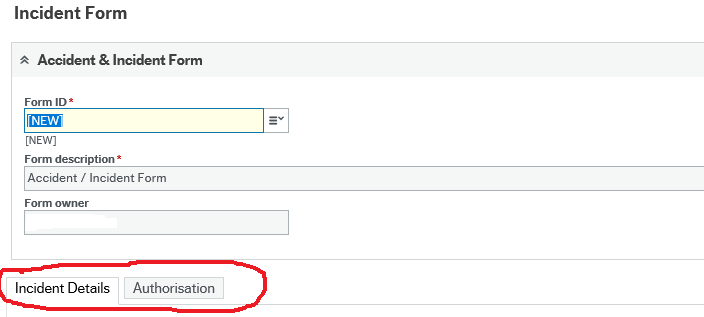 Incident Form
Accident & Incident Form
Form ID*
[NEW]
[NEW]
Form description*
Accident / Incident Form
Form owner
Incident Details Authorisation